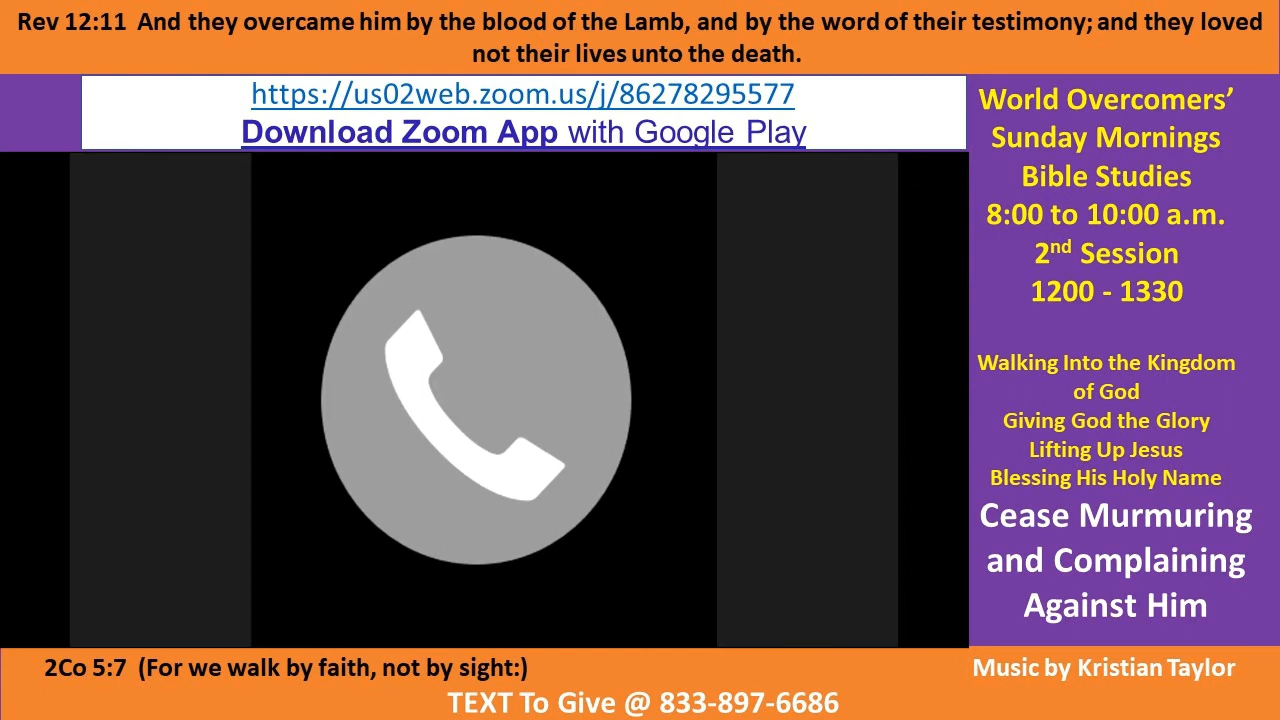 Rev 12:11  And they overcame him by the blood of the Lamb, and by the word of their testimony; and they loved
not their lives unto the death.
https://us02web.zoom.us/j/86278295577
Download Zoom App with Google Play
World Overcomers’
Sunday Mornings
Bible Studies
8:00 to 10:00 a.m.
2nd Session
1200 - 1330
Walking Into the Kingdom
of God
Giving God the Glory
Lifting Up Jesus
Blessing His Holy Name
Cease Murmuring
and Complaining
Against Him
2Co 5:7  (For we walk by faith, not by sight:)
Music by Kristian Taylor
TEXT To Give @ 833-897-6686